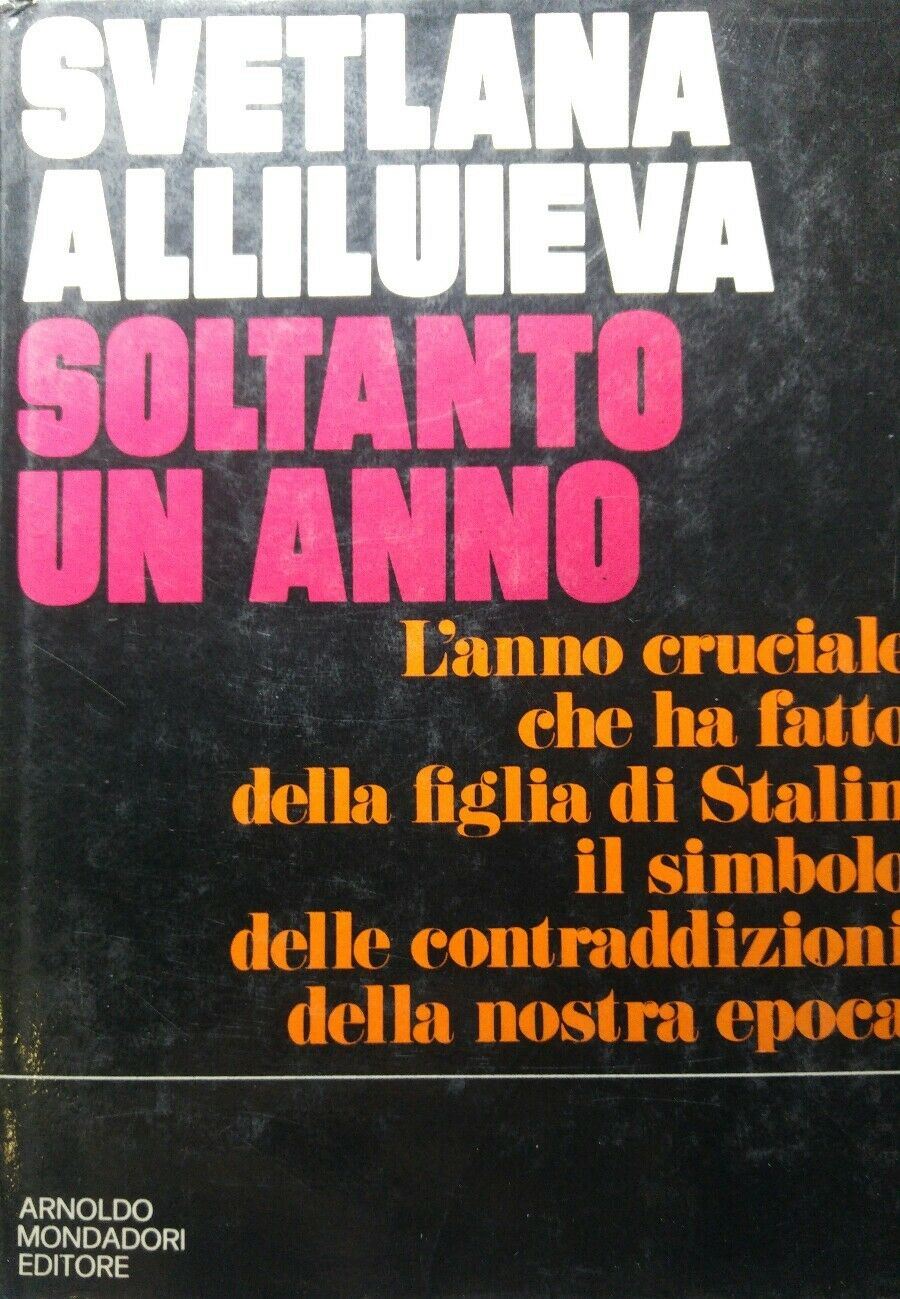 SVETLANA
ALLILUIEVA
SOLTANTO
UN ANNO
L'anno cruciale
che ha fatto
della figlia di Stalin
il simbolo
delle contraddizioni
della nostra epoca
ARNOLDO
MONDADORI
EDITORE